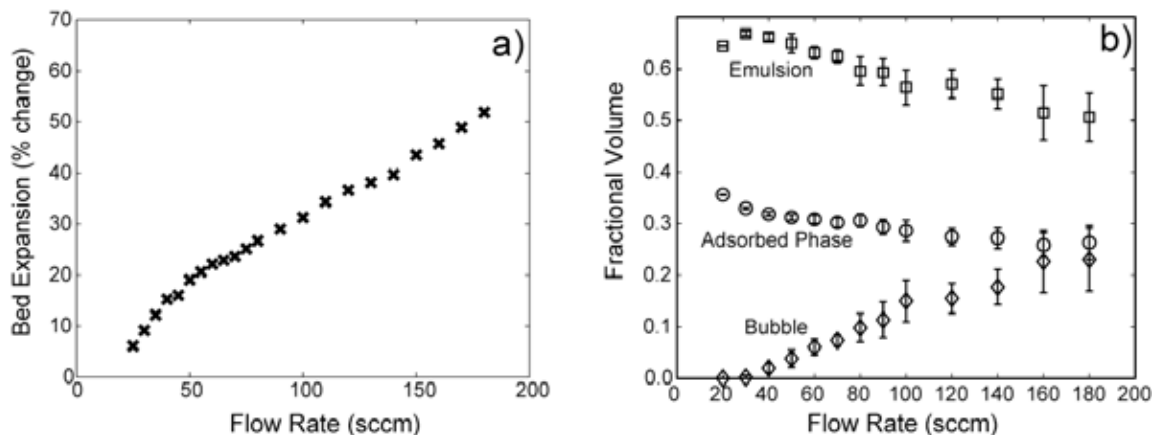 a)
Bed Expansion (% change)
70
60
50
40
30
20
10
0
0 50 100 150 200
Flow Rate (sccm)
b)
Fractional Volume
0.6
0.5
0.4
0.3
0.2
0.1
0.0
Emulsion
Adsorbed Phase
Bubble
0 20 40 60 80 100 120 140 160 180 200
Flow Rate (sccm)